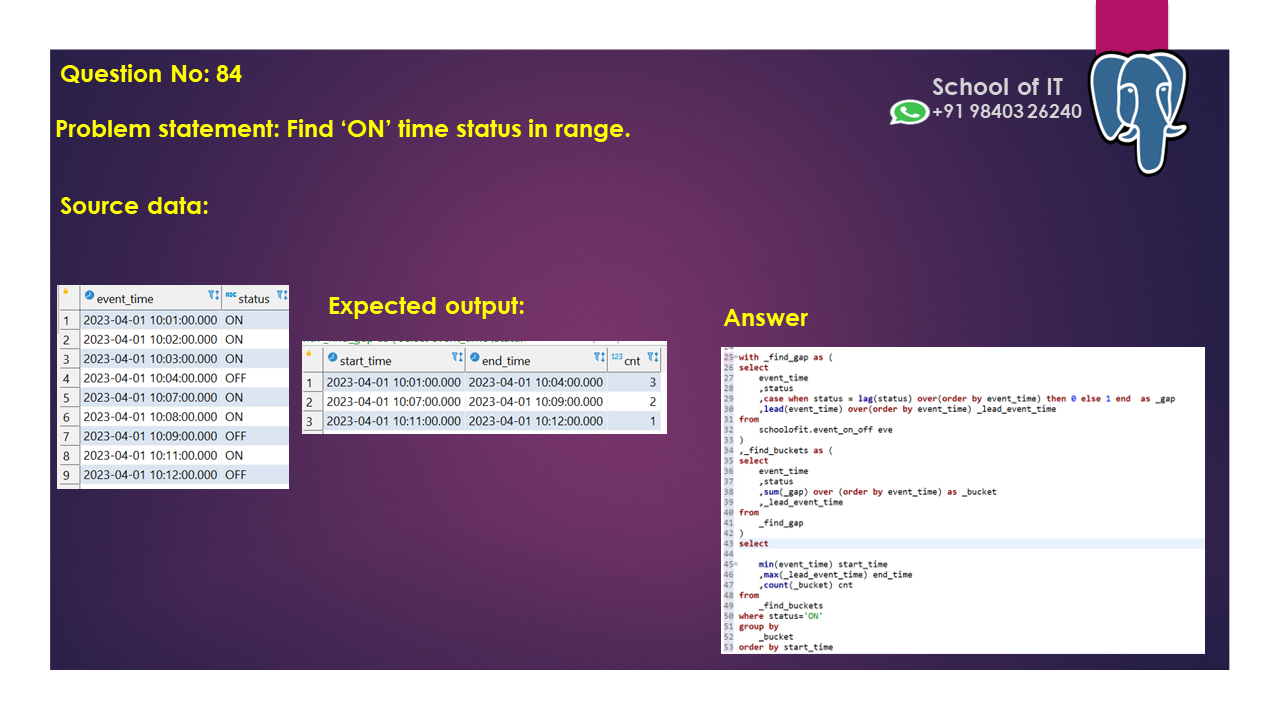 Question No: 84
School of IT
+91 98403 26240
Problem statement: Find ‘ON’ time status in range.
Source data:
event_time ABC status
1 2023-04-01 10:01:00.000 ON
2 2023-04-01 10:02:00.000 ON
3 2023-04-01 10:03:00.000 ON
4 2023-04-01 10:04:00.000 OFF
5 2023-04-01 10:07:00.000 ON
6 2023-04-01 10:08:00.000 ON
7 2023-04-01 10:09:00.000 OFF
8 2023-04-01 10:11:00.000 ON
9 2023-04-01 10:12:00.000 OFF
Expected output:
start_time end_time 123 cnt
1 2023-04-01 10:01:00.000 2023-04-01 10:04:00.000 3
2 2023-04-01 10:07:00.000 2023-04-01 10:09:00.000 2
3 2023-04-01 10:11:00.000 2023-04-01 10:12:00.000 1
Answer
25 with _find_gap as (
26 select
27 event_time
28 ,status
29 ,case when status = lag(status) over(order by event_time) then 0 else 1 end as _gap
30 ,lead(event_time) over(order by event_time) _lead_event_time
31 from
32 schoolofit.event_on_off eve
33 )
34 ,_find_buckets as (
35 select
36 event_time
37 ,status
38 ,sum(_gap) over (order by event_time) as _bucket
39 ,_lead_event_time
40 from
41 _find_gap
42 )
43 select
44
45 min(event_time) start_time
46 ,max(_lead_event_time) end_time
47 ,count(_bucket) cnt
48 from
49 _find_buckets
50 where status='ON'
51 group by
52 _bucket
53 order by start_time